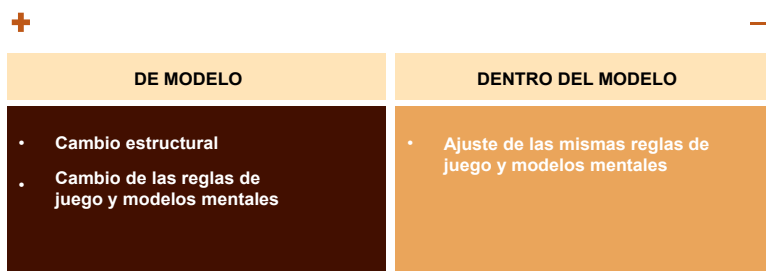 +
–
DE MODELO
DENTRO DEL MODELO
• Cambio estructural
• Cambio de las reglas de
juego y modelos mentales
• Ajuste de las mismas reglas de
juego y modelos mentales